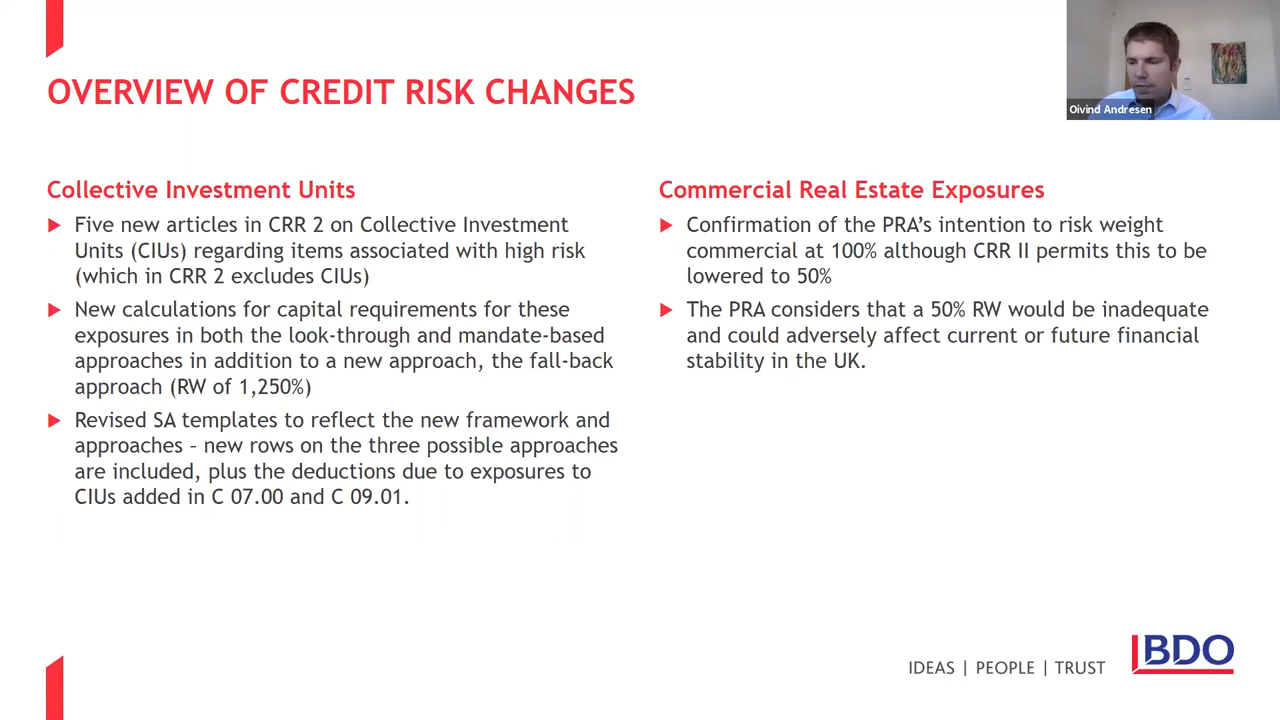 OVERVIEW OF CREDIT RISK CHANGES
Oivind Andresen
Collective Investment Units
Five new articles in CRR 2 on Collective Investment
Units (CIUs) regarding items associated with high risk
(which in CRR 2 excludes CIUs)
New calculations for capital requirements for these
exposures in both the look-through and mandate-based
approaches in addition to a new approach, the fall-back
approach (RW of 1,250%)
Revised SA templates to reflect the new framework and
approaches – new rows on the three possible approaches
are included, plus the deductions due to exposures to
CIUs added in C 07.00 and C 09.01.
Commercial Real Estate Exposures
Confirmation of the PRA's intention to risk weight
commercial at 100% although CRR II permits this to be
lowered to 50%
The PRA considers that a 50% RW would be inadequate
and could adversely affect current or future financial
stability in the UK.
IDEAS | PEOPLE | TRUST
BDO